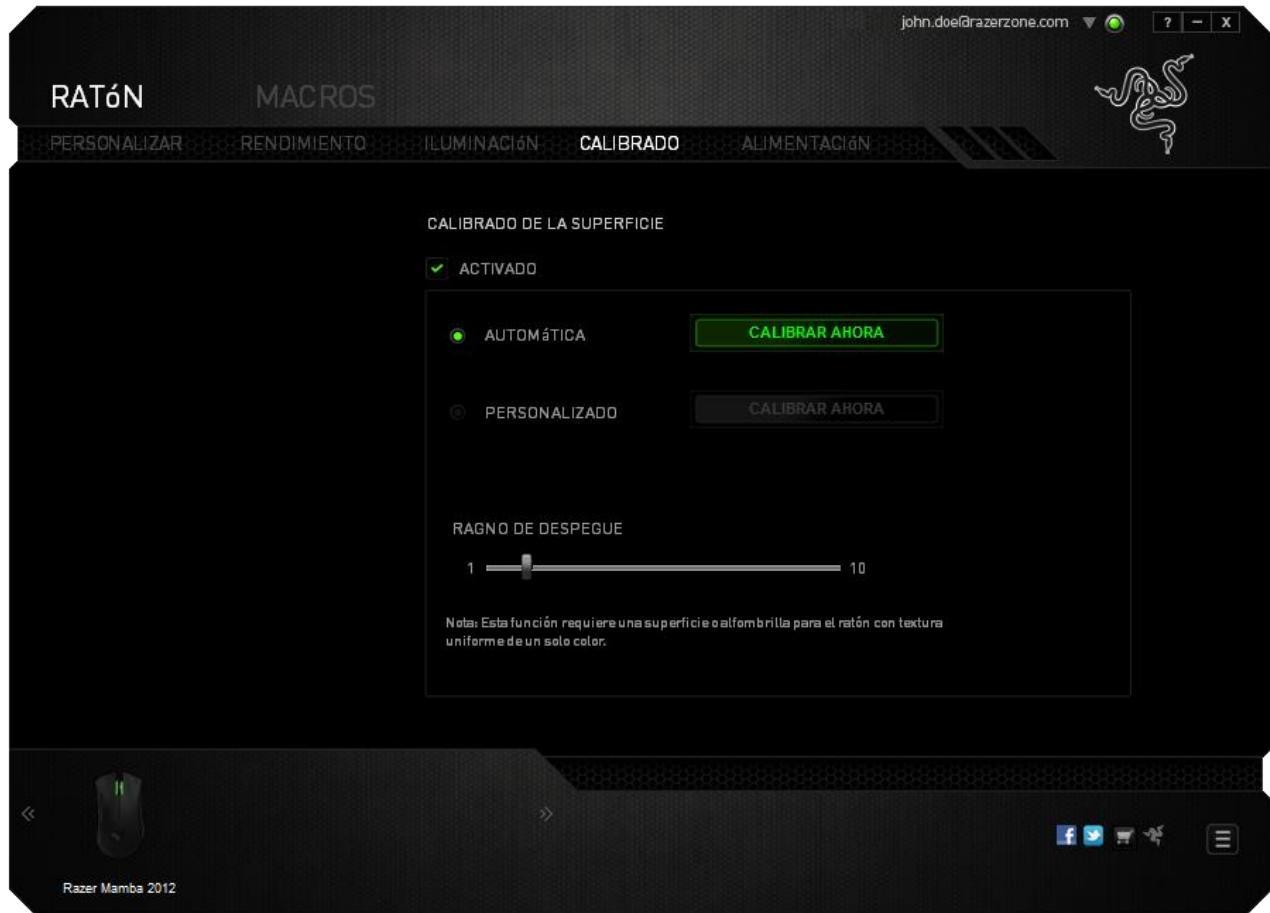 john.doe@razerzone.com
? – X
RATóN MACROS
PERSONALIZAR RENDIMIENTO ILUMINACIóN CALIBRADO ALIMENTACIóN
CALIBRADO DE LA SUPERFICIE
ACTIVADO
AUTOMáTICA CALIBRAR AHORA
PERSONALIZADO CALIBRAR AHORA
RAGNO DE DESPEGUE
1 10
Nota: Esta función requiere una superficie o alfombrilla para el ratón con textura
uniforme de un solo color.
Razer Mamba 2012